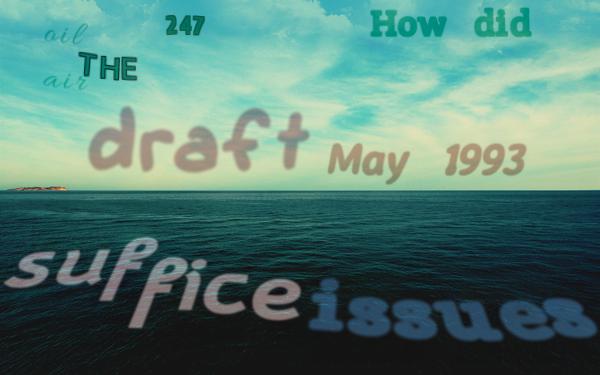 oil
air
THE
247
How did
draft
May 1993
suffice
issues